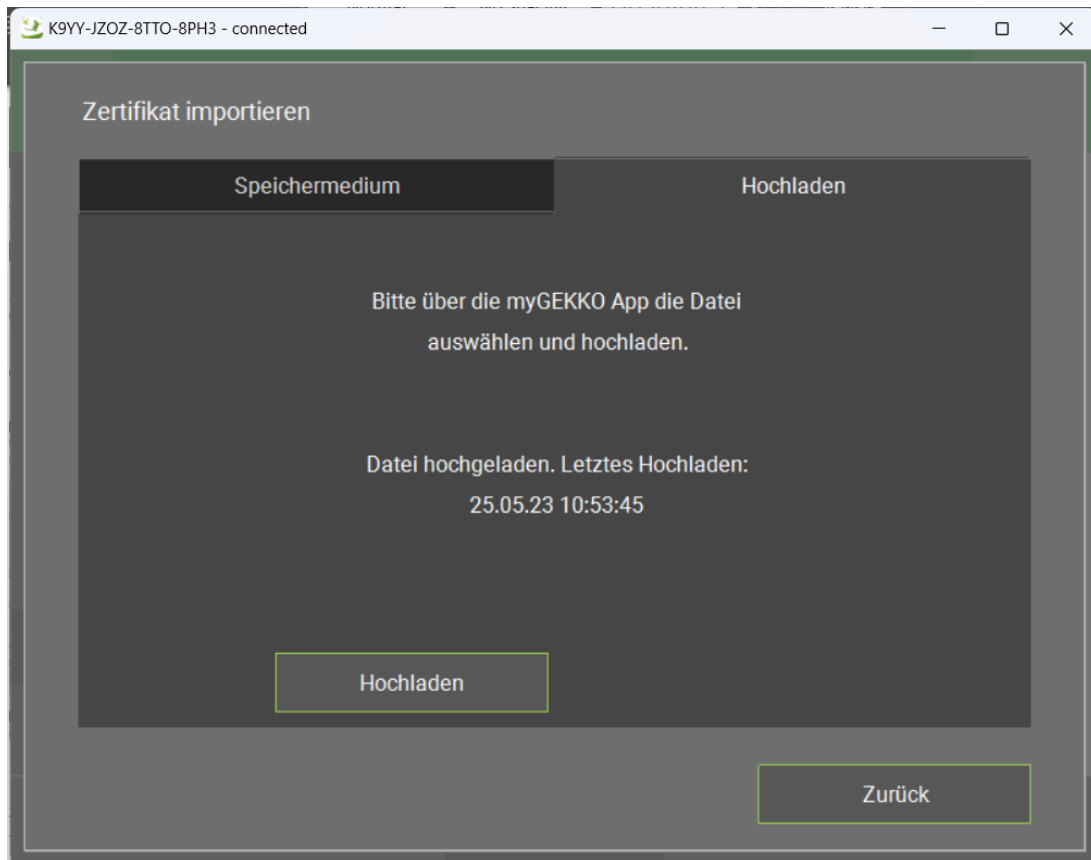 K9YY-JZOZ-8TTO-8PH3 - connected
Zertifikat importieren
Speichermedium
Hochladen
Bitte über die myGEKKO App die Datei
auswählen und hochladen.
Datei hochgeladen. Letztes Hochladen:
25.05.23 10:53:45
Hochladen
Zurück